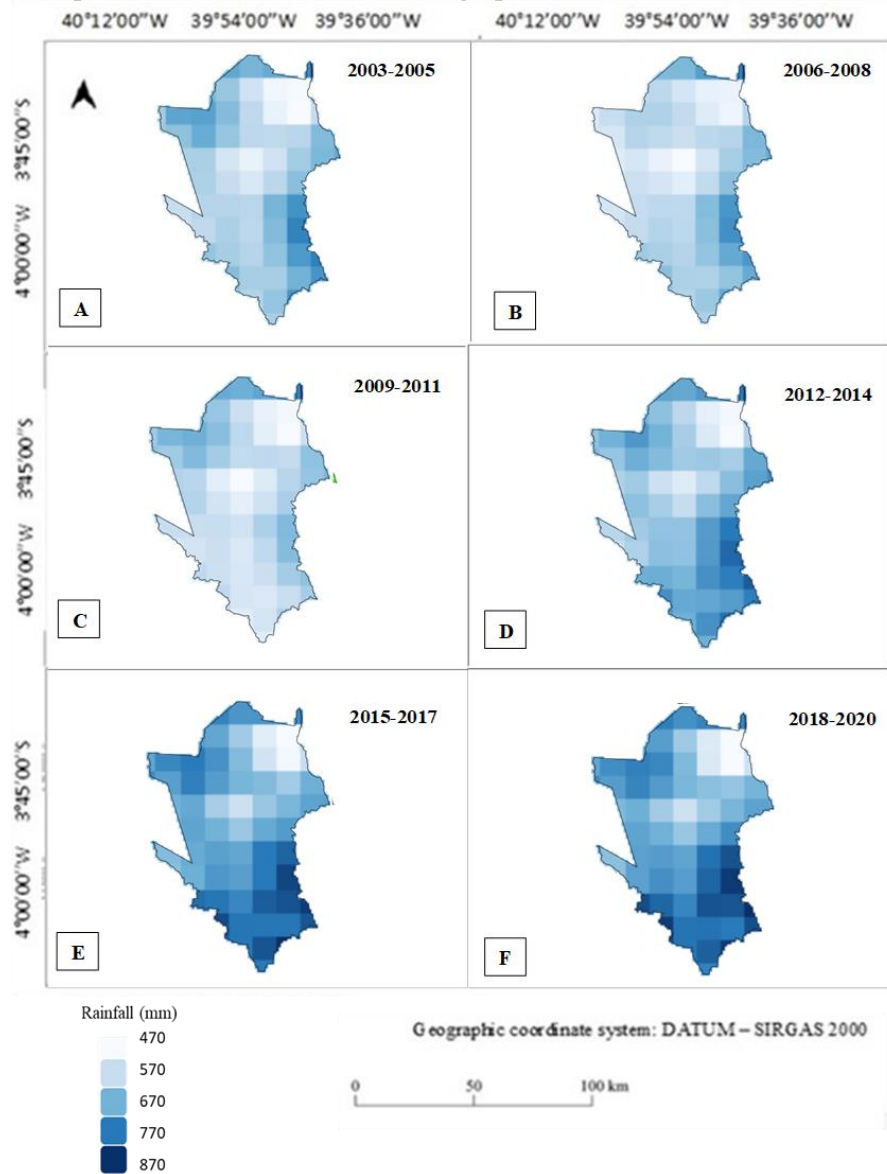 40°12'00"W 39°54'00"W 39°36'00"W 40°12'00"W 39°54'00"W 39°36'00"W
2003-2005
2006-2008
3°45'00"S
4°00'00"W
A
B
2009-2011
2012-2014
3°45'00"S
4°00'00"W
C
D
2015-2017
2018-2020
3°45'00"S
4°00'00"W
E
F
Rainfall (mm)
470
570
670
770
870
Geographic coordinate system: DATUM – SIRGAS 2000
0 50 100 km